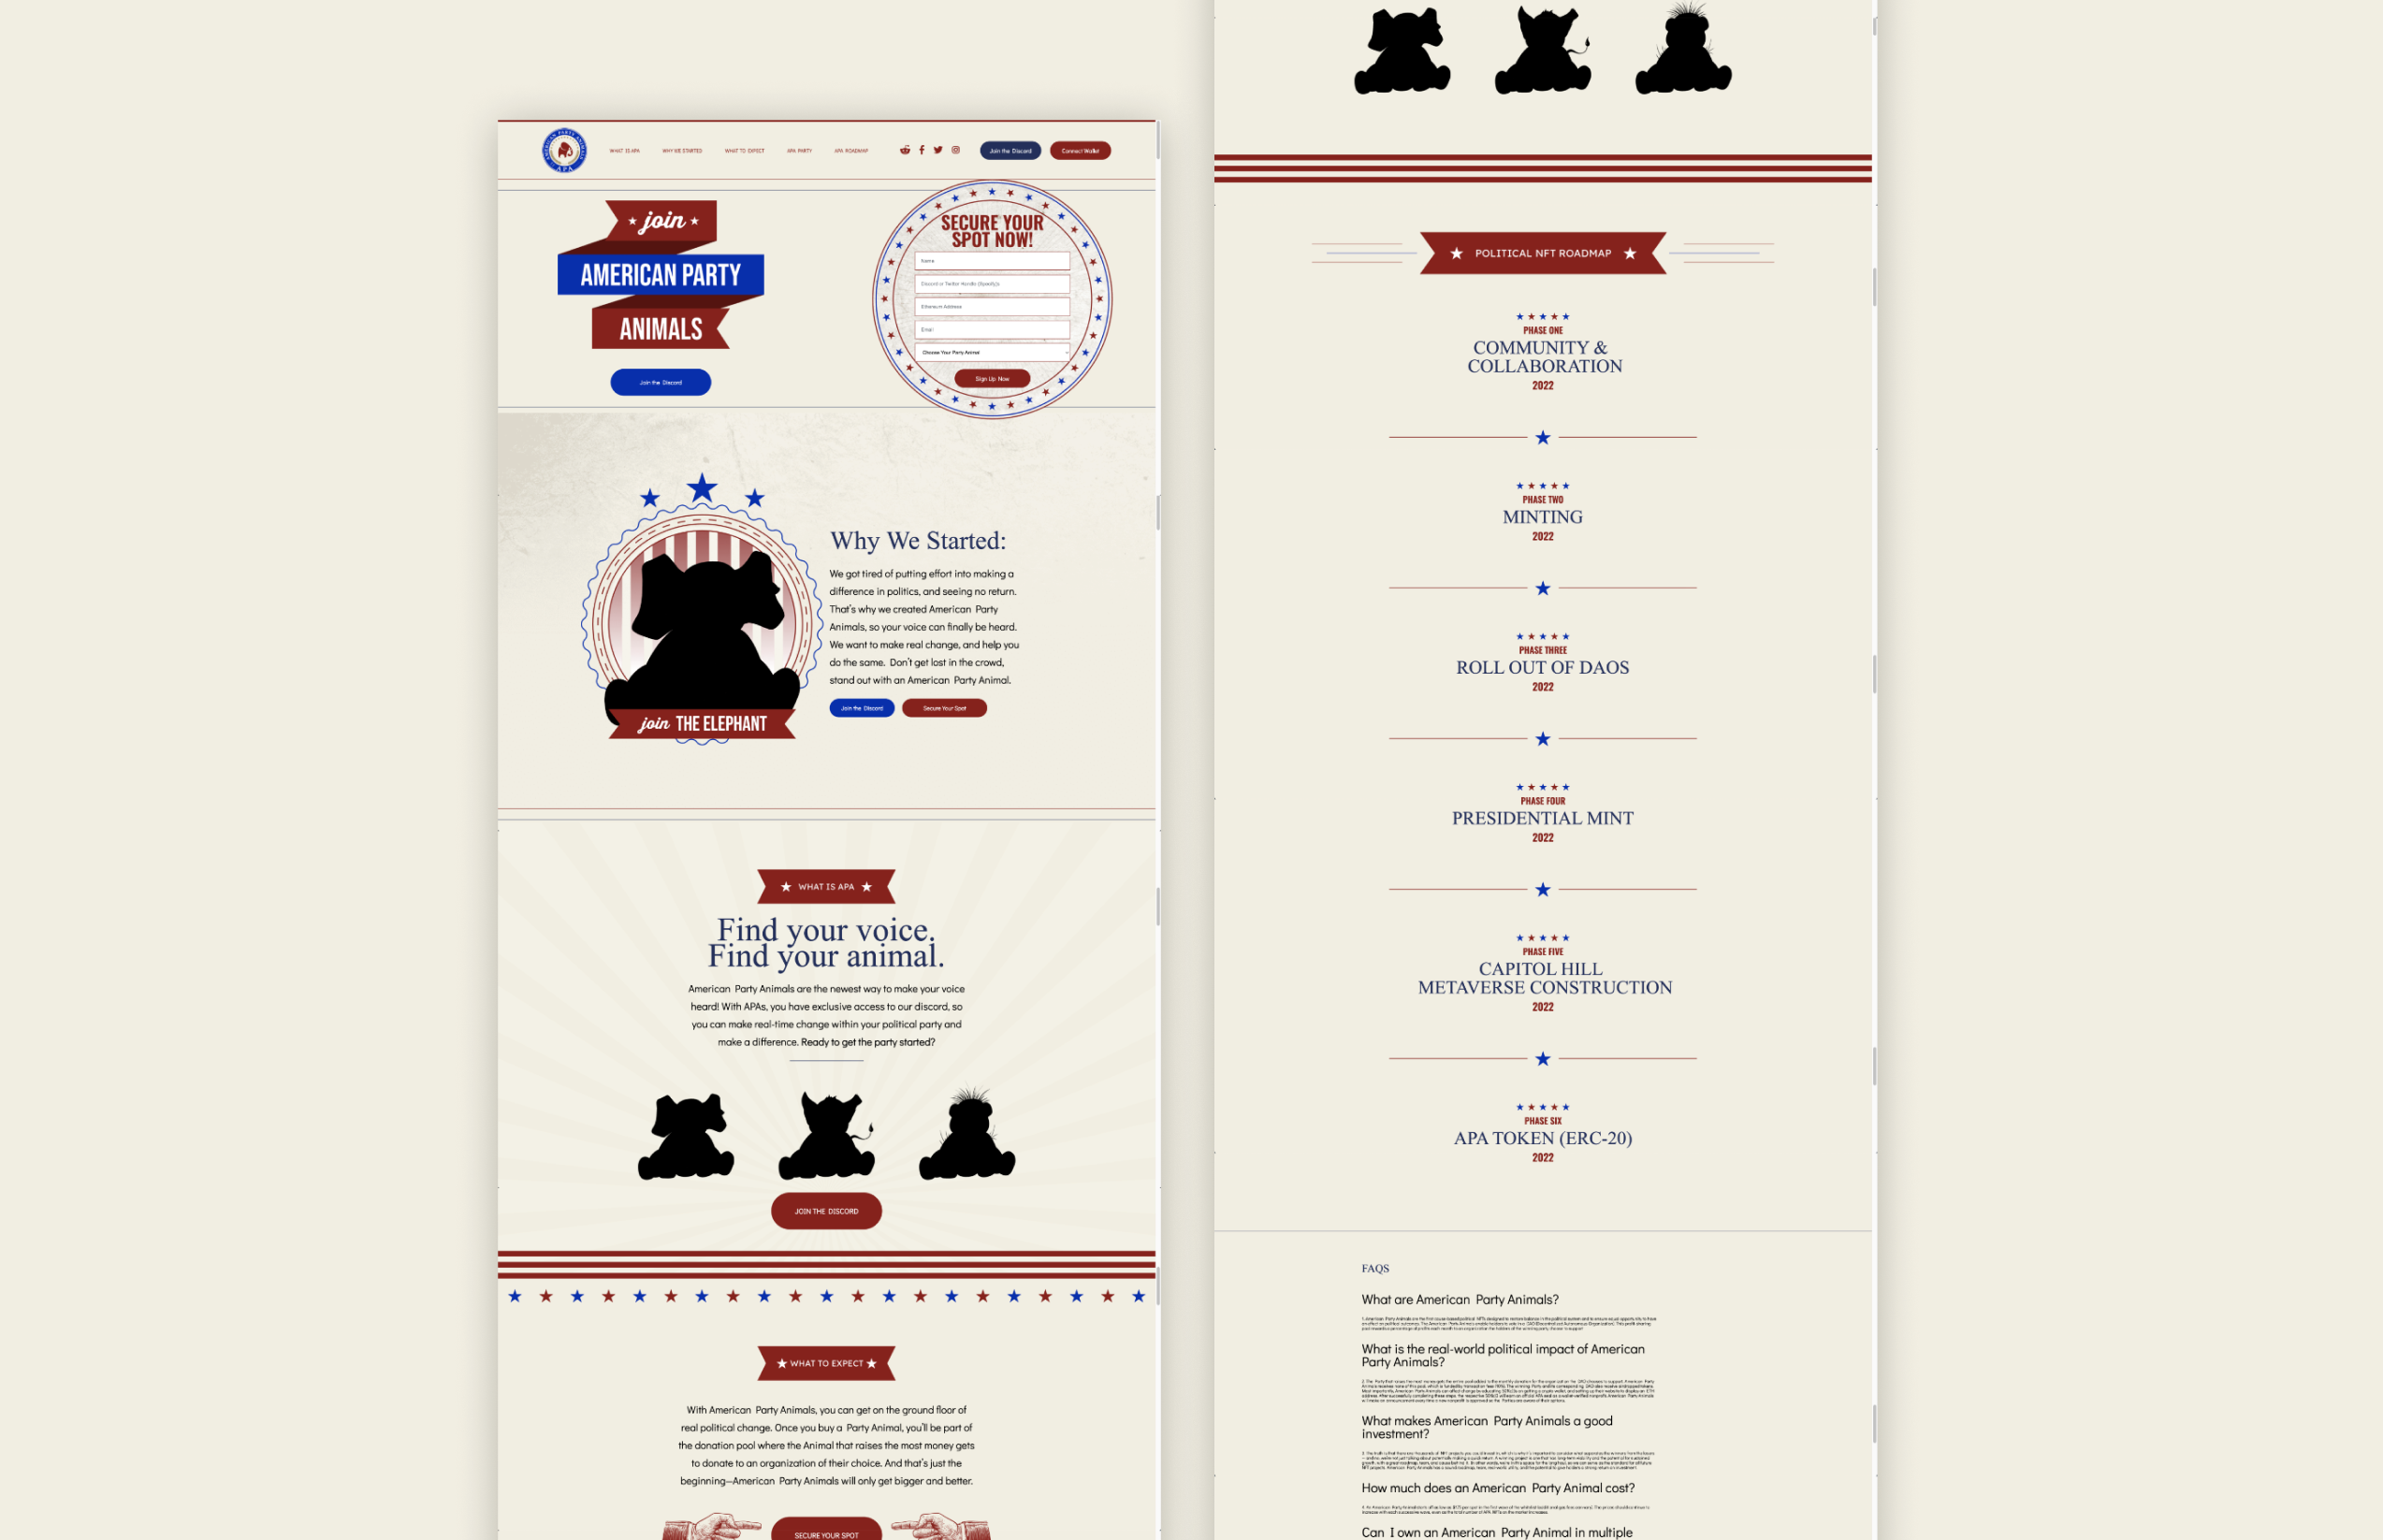 AMERICAN PARTY ANIMALS
APA
WHAT IS APA
WHY WE STARTED
WHAT TO EXPECT
APA PARTY
APA ROADMAP
Join the Discord
Connect Wallet
join
AMERICAN PARTY
ANIMALS
Join the Discord
SECURE YOUR
SPOT NOW!
Name
Discord or Twitter Handle (Specify)
Ethereum Address
Email
Choose Your Party Animal
Sign Up Now
join THE ELEPHANT
Why We Started:
We got tired of putting effort into making a
difference in politics, and seeing no return.
That's why we created American Party
Animals, so your voice can finally be heard.
We want to make real change, and help you
do the same. Don't get lost in the crowd,
stand out with an American Party Animal.
Join the Discord
Secure Your Spot
WHAT IS APA
Find your voice.
Find your animal.
American Party Animals are the newest way to make your voice
heard! With APAs, you have exclusive access to our discord, so
you can make real-time change within your political party and
make a difference. Ready to get the party started?
JOIN THE DISCORD
WHAT TO EXPECT
With American Party Animals, you can get on the ground floor of
real political change. Once you buy a Party Animal, you'll be part of
the donation pool where the Animal that raises the most money gets
to donate to an organization of their choice. And that's just the
beginning—American Party Animals will only get bigger and better.
SECURE YOUR SPOT
POLITICAL NFT ROADMAP
PHASE ONE
COMMUNITY &
COLLABORATION
2022
PHASE TWO
MINTING
2022
PHASE THREE
ROLL OUT OF DAOS
2022
PHASE FOUR
PRESIDENTIAL MINT
2022
PHASE FIVE
CAPITOL HILL
METAVERSE CONSTRUCTION
2022
PHASE SIX
APA TOKEN (ERC-20)
2022
FAQS
What are American Party Animals?
What is the real-world political impact of American
Party Animals?
What makes American Party Animals a good
investment?
How much does an American Party Animal cost?
Can I own an American Party Animal in multiple